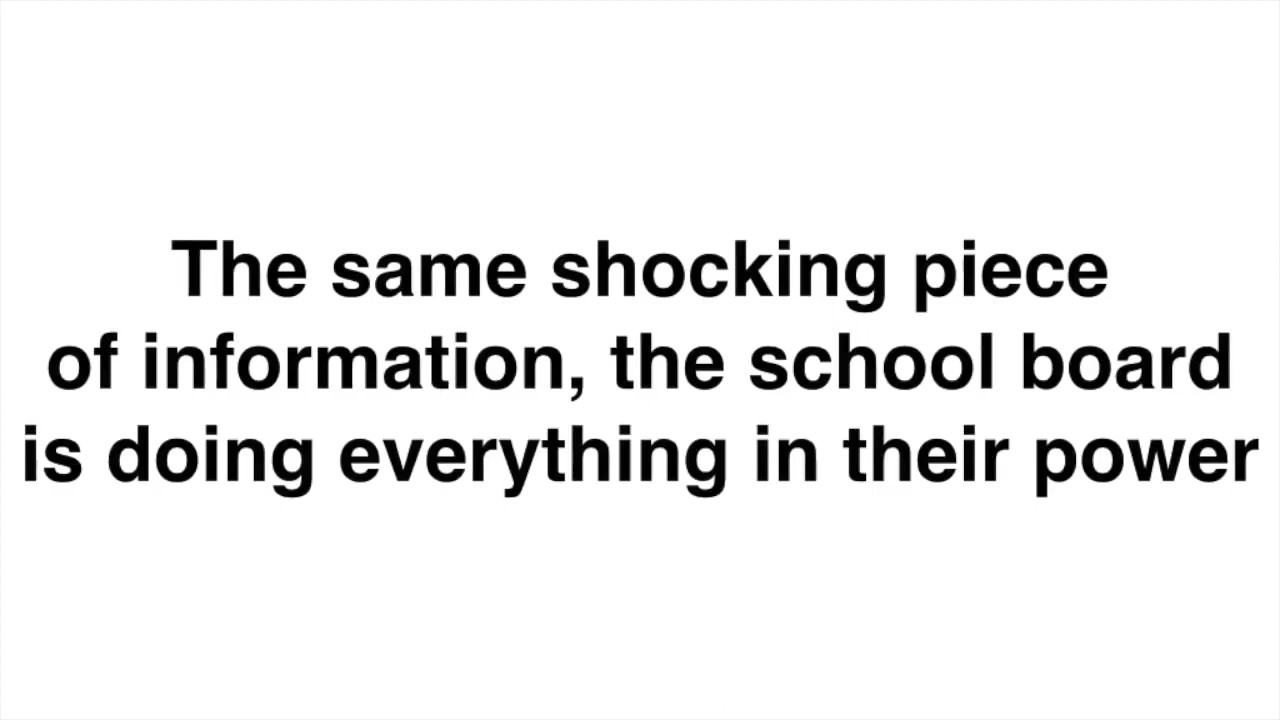 The same shocking piece
of information, the school board
is doing everything in their power